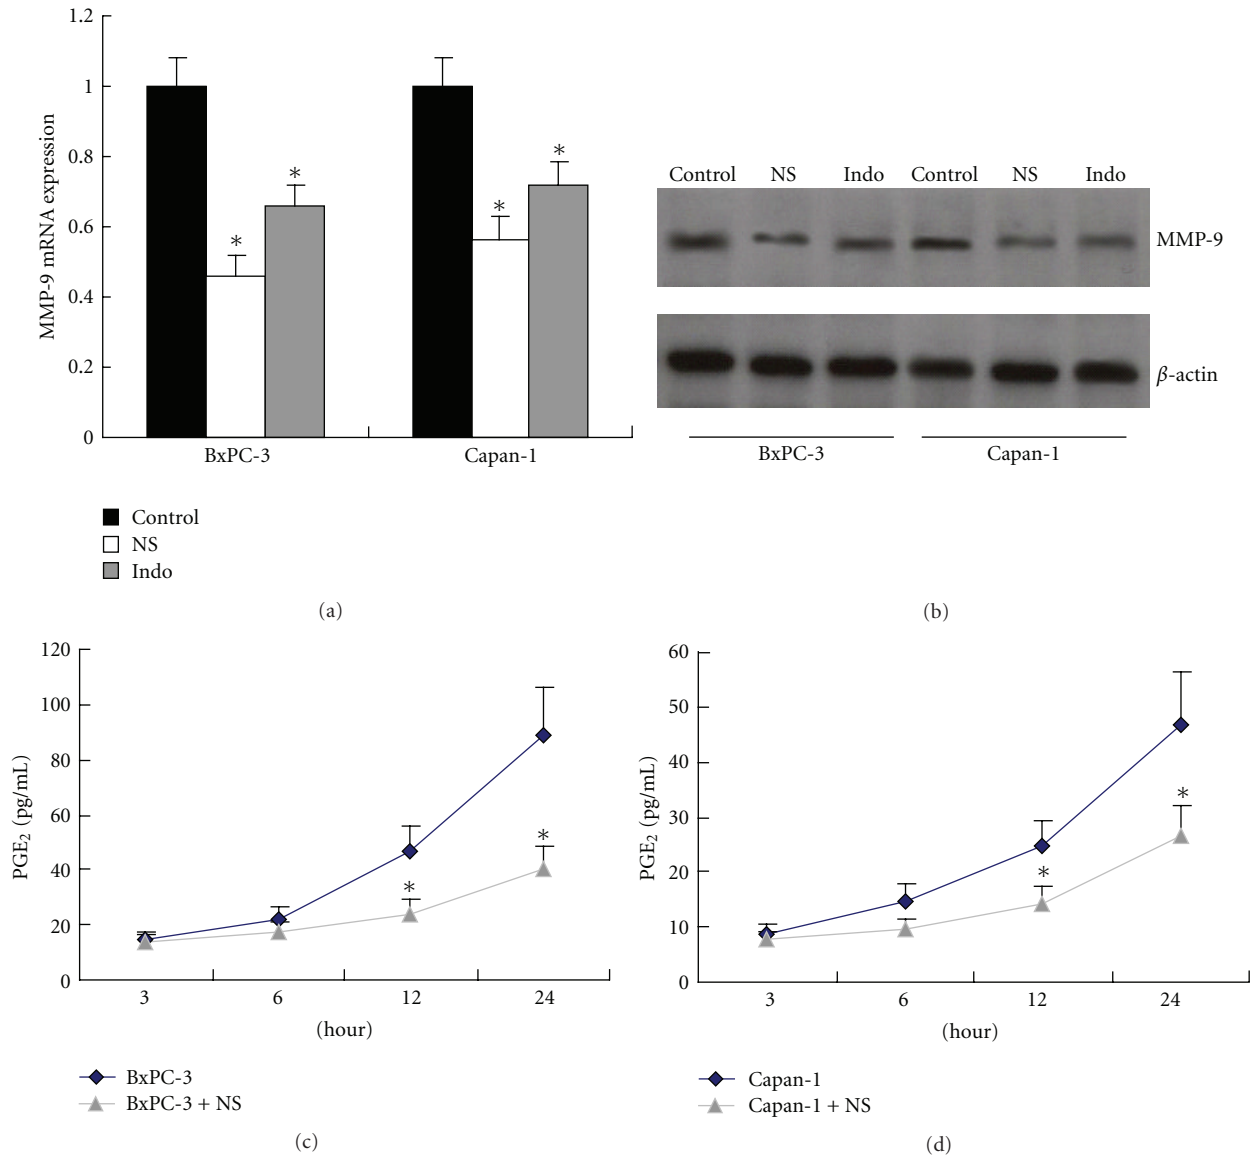 1.2
1
0.8
0.6
0.4
0.2
0
MMP-9 mRNA expression
* * * *
BxPC-3 Capan-1
Control
NS
Indo
(a)
Control NS Indo Control NS Indo
MMP-9
β-actin
BxPC-3 Capan-1
(b)
120
100
80
60
40
20
0
PGE2 (pg/mL)
* *
3 6 12 24
(hour)
BxPC-3
BxPC-3 + NS
(c)
60
50
40
30
20
10
0
PGE2 (pg/mL)
* *
3 6 12 24
(hour)
Capan-1
Capan-1 + NS
(d)